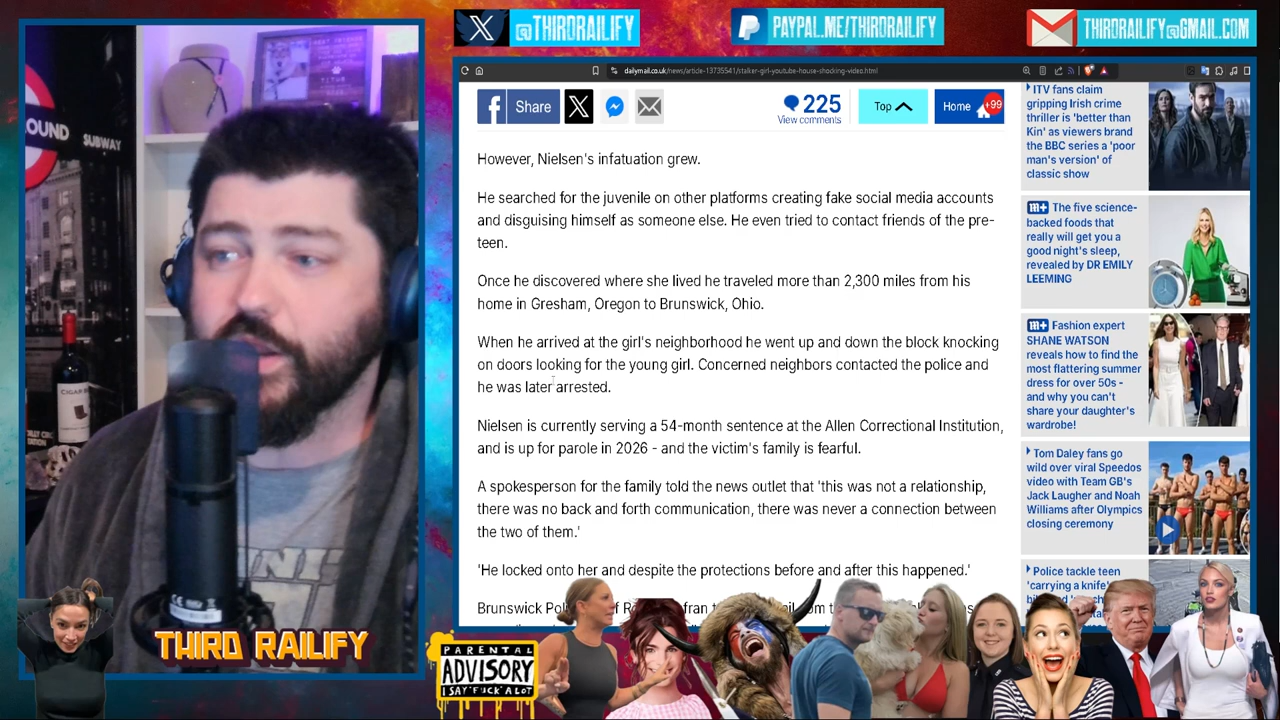 @THIRDRAILIFY
PAYPAL.ME/THIRDRAILIFY
THIRDRAILIFY@GMAIL.COM
dailymail.co.uk/news/article-13735541/stalker-girl-youtube-house-shocking-video.html
Share
225
View comments
Top
Home
+99
However, Nielsen's infatuation grew.
He searched for the juvenile on other platforms creating fake social media accounts
and disguising himself as someone else. He even tried to contact friends of the pre-
teen.
Once he discovered where she lived he traveled more than 2,300 miles from his
home in Gresham, Oregon to Brunswick, Ohio.
When he arrived at the girl's neighborhood he went up and down the block knocking
on doors looking for the young girl. Concerned neighbors contacted the police and
he was later arrested.
Nielsen is currently serving a 54-month sentence at the Allen Correctional Institution,
and is up for parole in 2026 - and the victim's family is fearful.
A spokesperson for the family told the news outlet that 'this was not a relationship,
there was no back and forth communication, there was never a connection between
the two of them.'
'He locked onto her and despite the protections before and after this happened.'
Brunswick
ITV fans claim
gripping Irish crime
thriller is 'better than
Kin' as viewers brand
the BBC series a 'poor
man's version' of
classic show
m+ The five science-
backed foods that
really will get you a
good night's sleep,
revealed by DR EMILY
LEEMING
m+ Fashion expert
SHANE WATSON
reveals how to find the
most flattering summer
dress for over 50s -
and why you can't
share your daughter's
wardrobe!
Tom Daley fans go
wild over viral Speedos
video with Team GB's
Jack Laugher and Noah
Williams after Olympics
closing ceremony
Police tackle teen
'carrying a knife'
OUND
SUBWAY
CIGAR
THIRD RAILIFY
PARENTAL
ADVISORY
I SAY "FUCK" ALOT